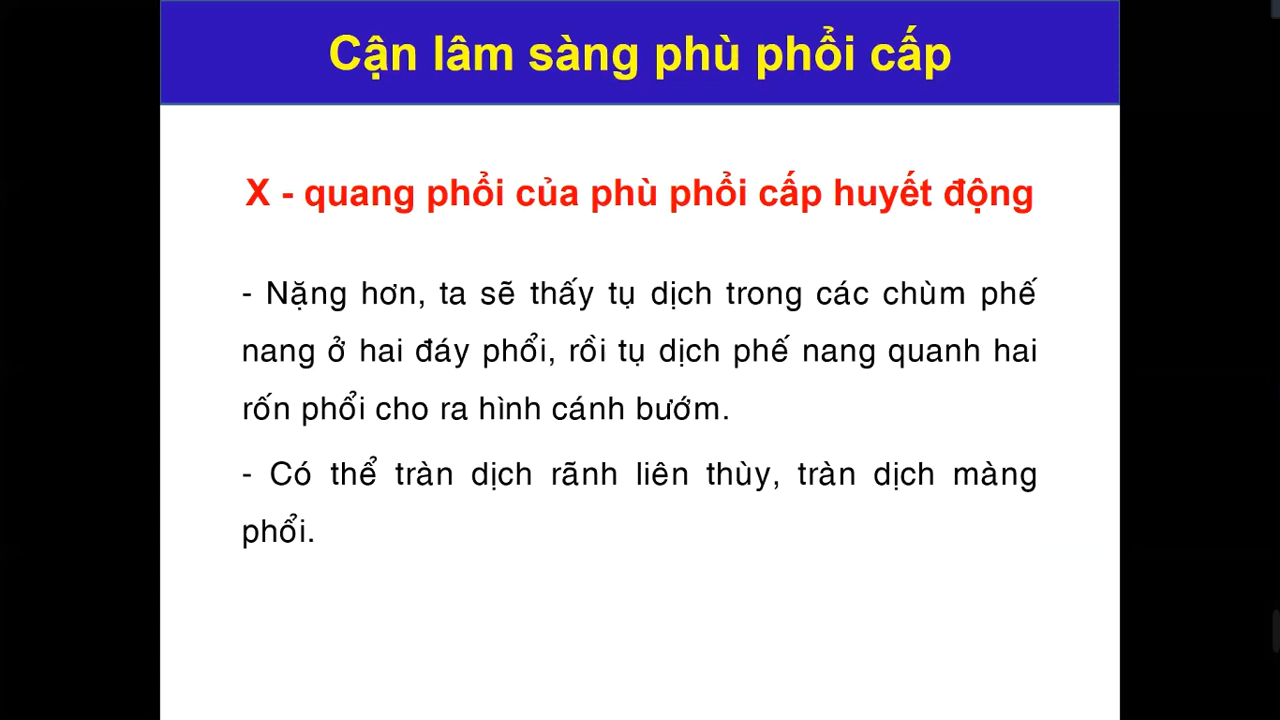 Cận lâm sàng phù phổi cấp
X - quang phổi của phù phổi cấp huyết động
- Nặng hơn, ta sẽ thấy tụ dịch trong các chùm phế
nang ở hai đáy phổi, rồi tụ dịch phế nang quanh hai
rốn phổi cho ra hình cánh bướm.
- Có thể tràn dịch rãnh liên thùy, tràn dịch màng
phổi.